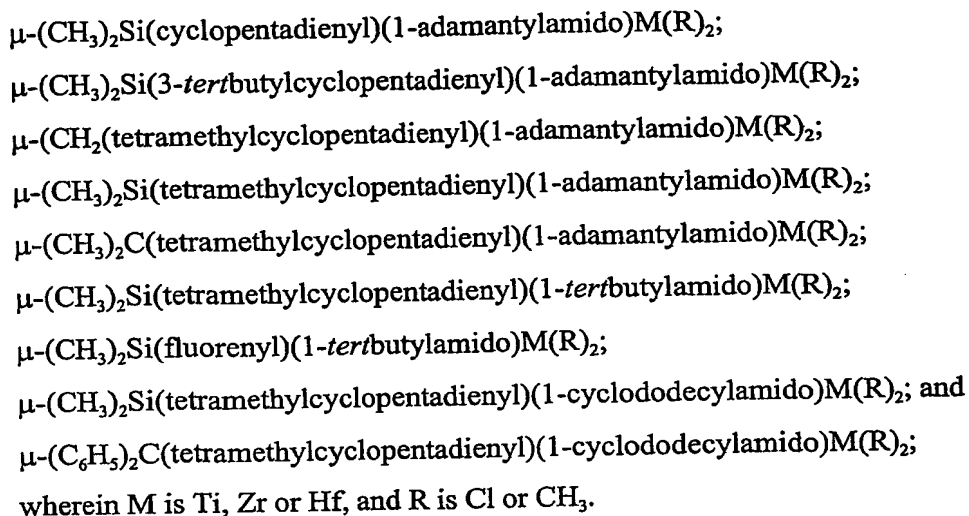 μ-(CH₃)₂Si(cyclopentadienyl)(1-adamantylamido)M(R)₂;
μ-(CH₃)₂Si(3-tertbutylcyclopentadienyl)(1-adamantylamido)M(R)₂;
μ-(CH₂(tetramethylcyclopentadienyl)(1-adamantylamido)M(R)₂;
μ-(CH₃)₂Si(tetramethylcyclopentadienyl)(1-adamantylamido)M(R)₂;
μ-(CH₃)₂C(tetramethylcyclopentadienyl)(1-adamantylamido)M(R)₂;
μ-(CH₃)₂Si(tetramethylcyclopentadienyl)(1-tertbutylamido)M(R)₂;
μ-(CH₃)₂Si(fluorenyl)(1-tertbutylamido)M(R)₂;
μ-(CH₃)₂Si(tetramethylcyclopentadienyl)(1-cyclododecylamido)M(R)₂; and
μ-(C₆H₅)₂C(tetramethylcyclopentadienyl)(1-cyclododecylamido)M(R)₂;
wherein M is Ti, Zr or Hf, and R is Cl or CH₃.